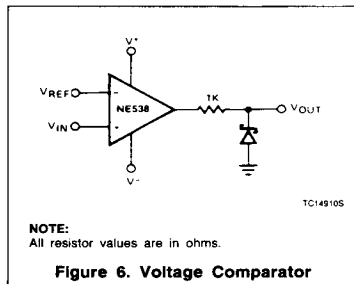 V+
VREF
NE538
1K
VOUT
VIN
V-
TC14910S
NOTE:
All resistor values are in ohms.
Figure 6. Voltage Comparator